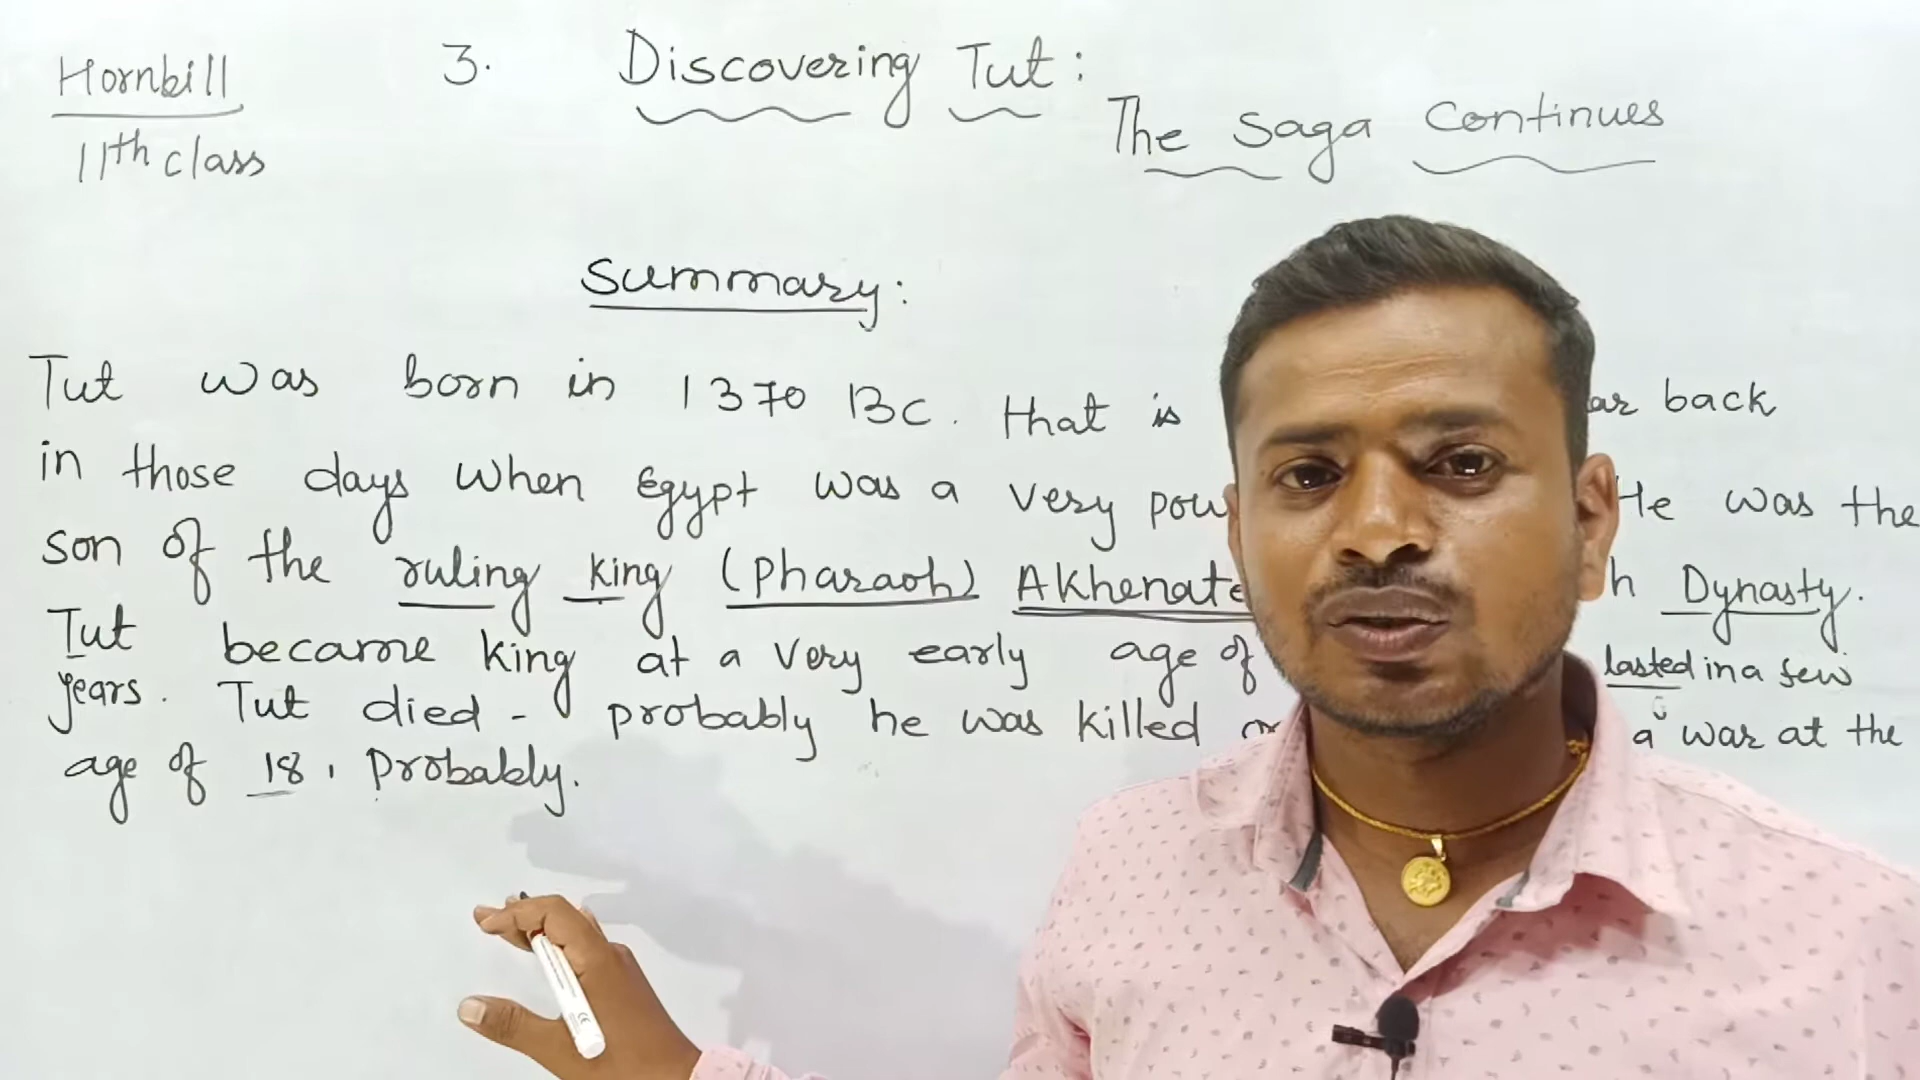 Hornbill
11th class
3. Discovering Tut:
The Saga Continues
Summary:
Tut was born in 1370 BC. That is back
in those days when Egypt was a very He was the
son of the ruling king (Pharaoh) Dynasty.
Tut became king at a very early age of lasted in a few
years. Tut died - probably he was killed a war at the
age of 18, Probably.